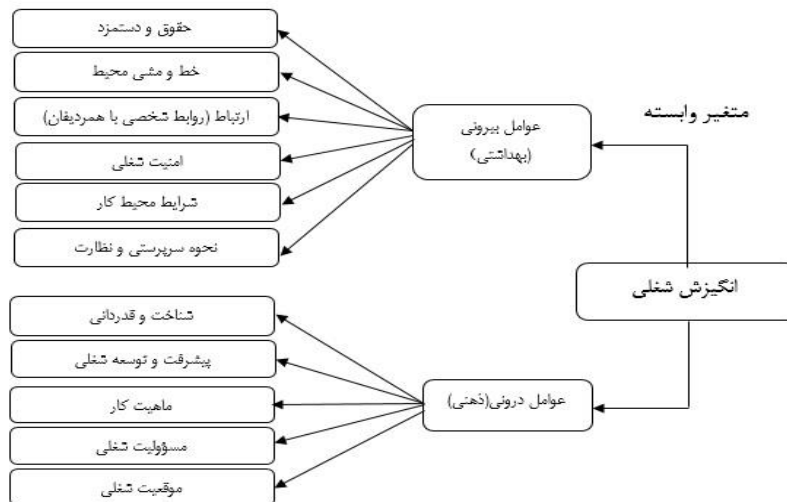 متغیر وابسته
انگیزش شغلی
عوامل بیرونی
(بهداشتی)
حقوق و دستمزد
خط و مشی محیط
ارتباط (روابط شخصی با همردیفان)
امنیت شغلی
شرایط محیط کار
نحوه سرپرستی و نظارت
عوامل درونی(ذهنی)
شناخت و قدردانی
پیشرفت و توسعه شغلی
ماهیت کار
مسؤلیت شغلی
موقعیت شغلی